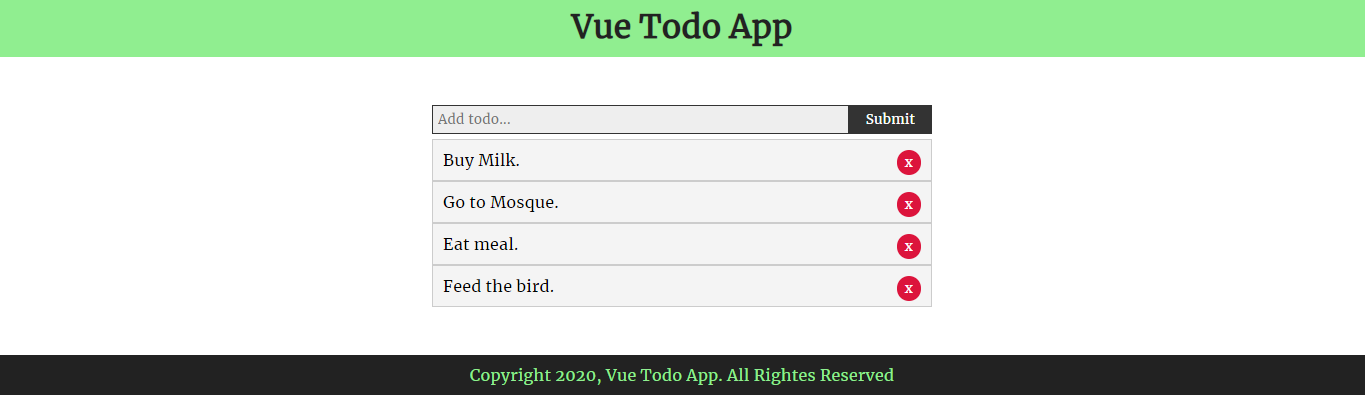 Vue Todo App
Add todo...
Submit
Buy Milk.
x
Go to Mosque.
x
Eat meal.
x
Feed the bird.
x
Copyright 2020, Vue Todo App. All Rightes Reserved